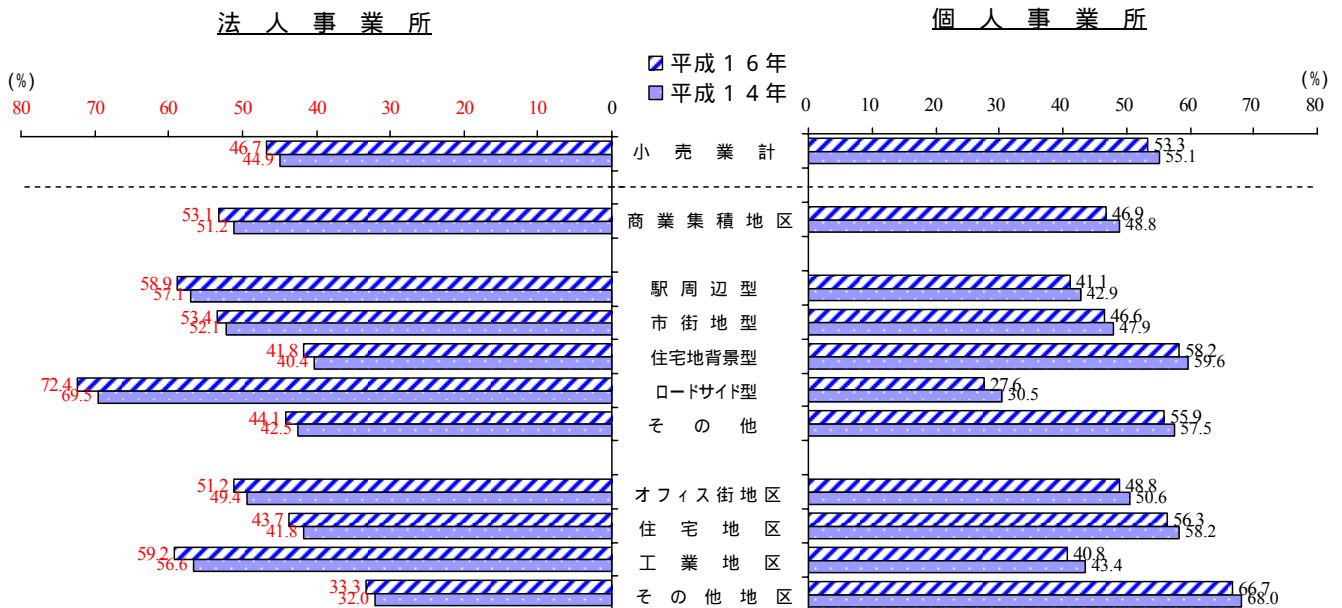 法人事業所
個人事業所
平成16年
平成14年
(%)
80 70 60 50 40 30 20 10 0
(%)
0 10 20 30 40 50 60 70 80
46.7 小売業計 53.3
44.9 55.1
53.1 商業集積地区 46.9
51.2 48.8
58.9 駅周辺型 41.1
57.1 42.9
53.4 市街地型 46.6
52.1 47.9
41.8 住宅地背景型 58.2
40.4 59.6
72.4 ロードサイド型 27.6
69.5 30.5
44.1 その他 55.9
42.5 57.5
51.2 オフィス街地区 48.8
49.4 50.6
43.7 住宅地区 56.3
41.8 58.2
59.2 工業地区 40.8
56.6 43.4
33.3 その他地区 66.7
32.0 68.0